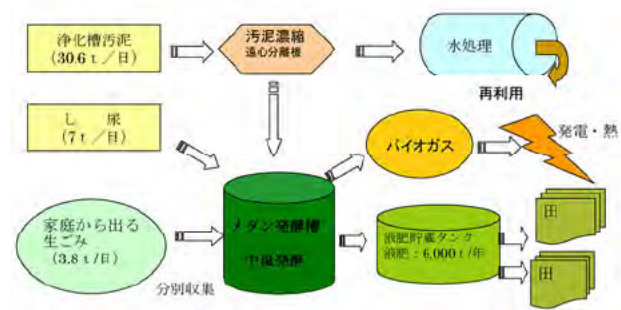 浄化槽汚泥
(30.6 t/日)
汚泥濃縮
遠心分離機
水処理
再利用
し 尿
(7t/日)
バイオガス
発電・熱
家庭から出る
生ごみ
(3.8t/日)
分別収集
メタン発酵槽
中温発酵
液肥貯蔵タンク
液肥:6,000t/年
田
田